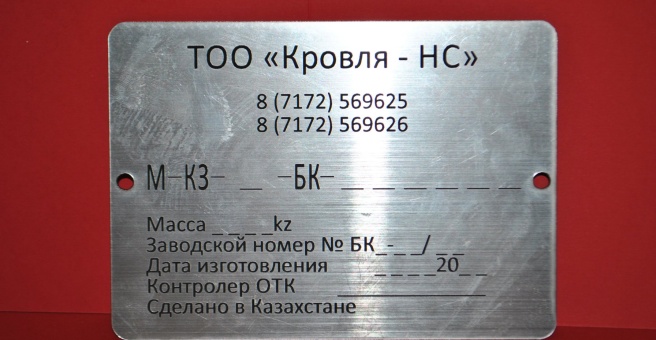 ТОО «Кровля - НС»
8 (7172) 569625
8 (7172) 569626
М-КЗ- _ -БК- _ _ _ _ _ _
Масса _ _ _ _kz
Заводской номер № БК_-_ _/ _ _
Дата изготовления _ _ _ _20_ _
Контролер ОТК ______________
Сделано в Казахстане